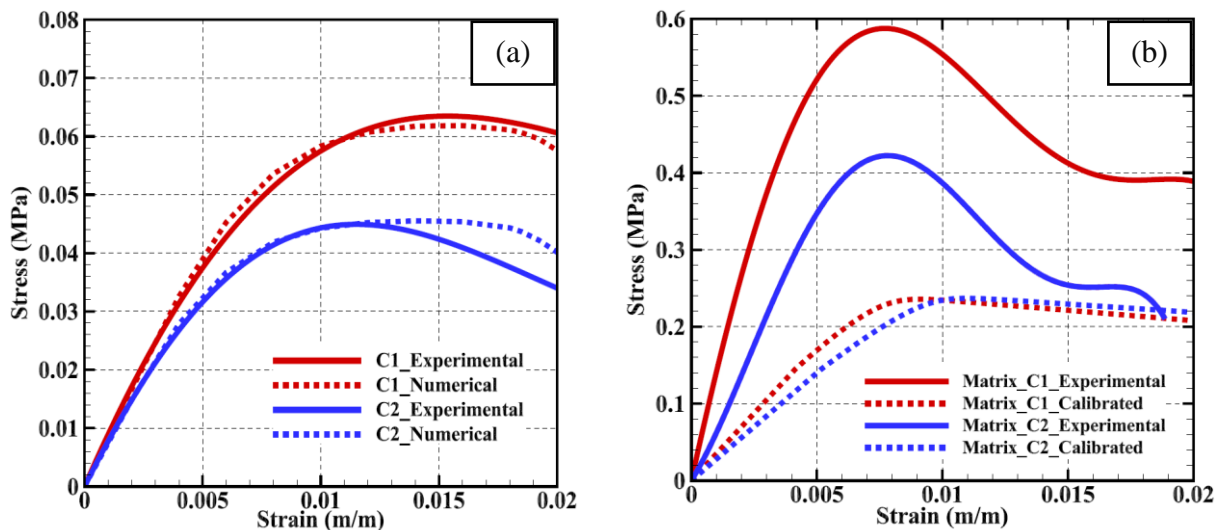 (a)
0.08
0.07
0.06
0.05
0.04
0.03
0.02
0.01
0
Stress (MPa)
C1_Experimental
C1_Numerical
C2_Experimental
C2_Numerical
0 0.005 0.01 0.015 0.02
Strain (m/m)
(b)
0.6
0.5
0.4
0.3
0.2
0.1
0
Stress (MPa)
Matrix_C1_Experimental
Matrix_C1_Calibrated
Matrix_C2_Experimental
Matrix_C2_Calibrated
0 0.005 0.01 0.015 0.02
Strain (m/m)